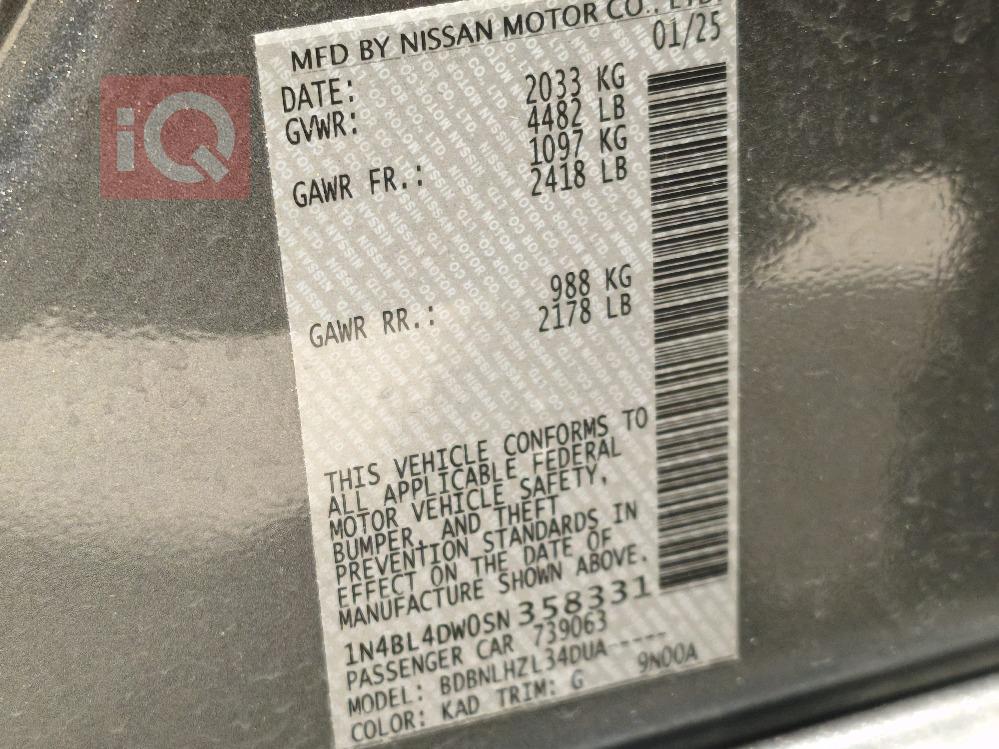 iQ
MFD BY NISSAN MOTOR CO., LTD.
DATE: 01/25
GVWR: 2033 KG
4482 LB
GAWR FR.: 1097 KG
2418 LB
GAWR RR.: 988 KG
2178 LB
THIS VEHICLE CONFORMS TO
ALL APPLICABLE FEDERAL
MOTOR VEHICLE SAFETY,
BUMPER, AND THEFT
PREVENTION STANDARDS IN
EFFECT ON THE DATE OF
MANUFACTURE SHOWN ABOVE.
1N4BL4DW0SN358331
PASSENGER CAR 739063
MODEL: BDBNLHZL34DUA-----
COLOR: KAD TRIM: G 9N00A